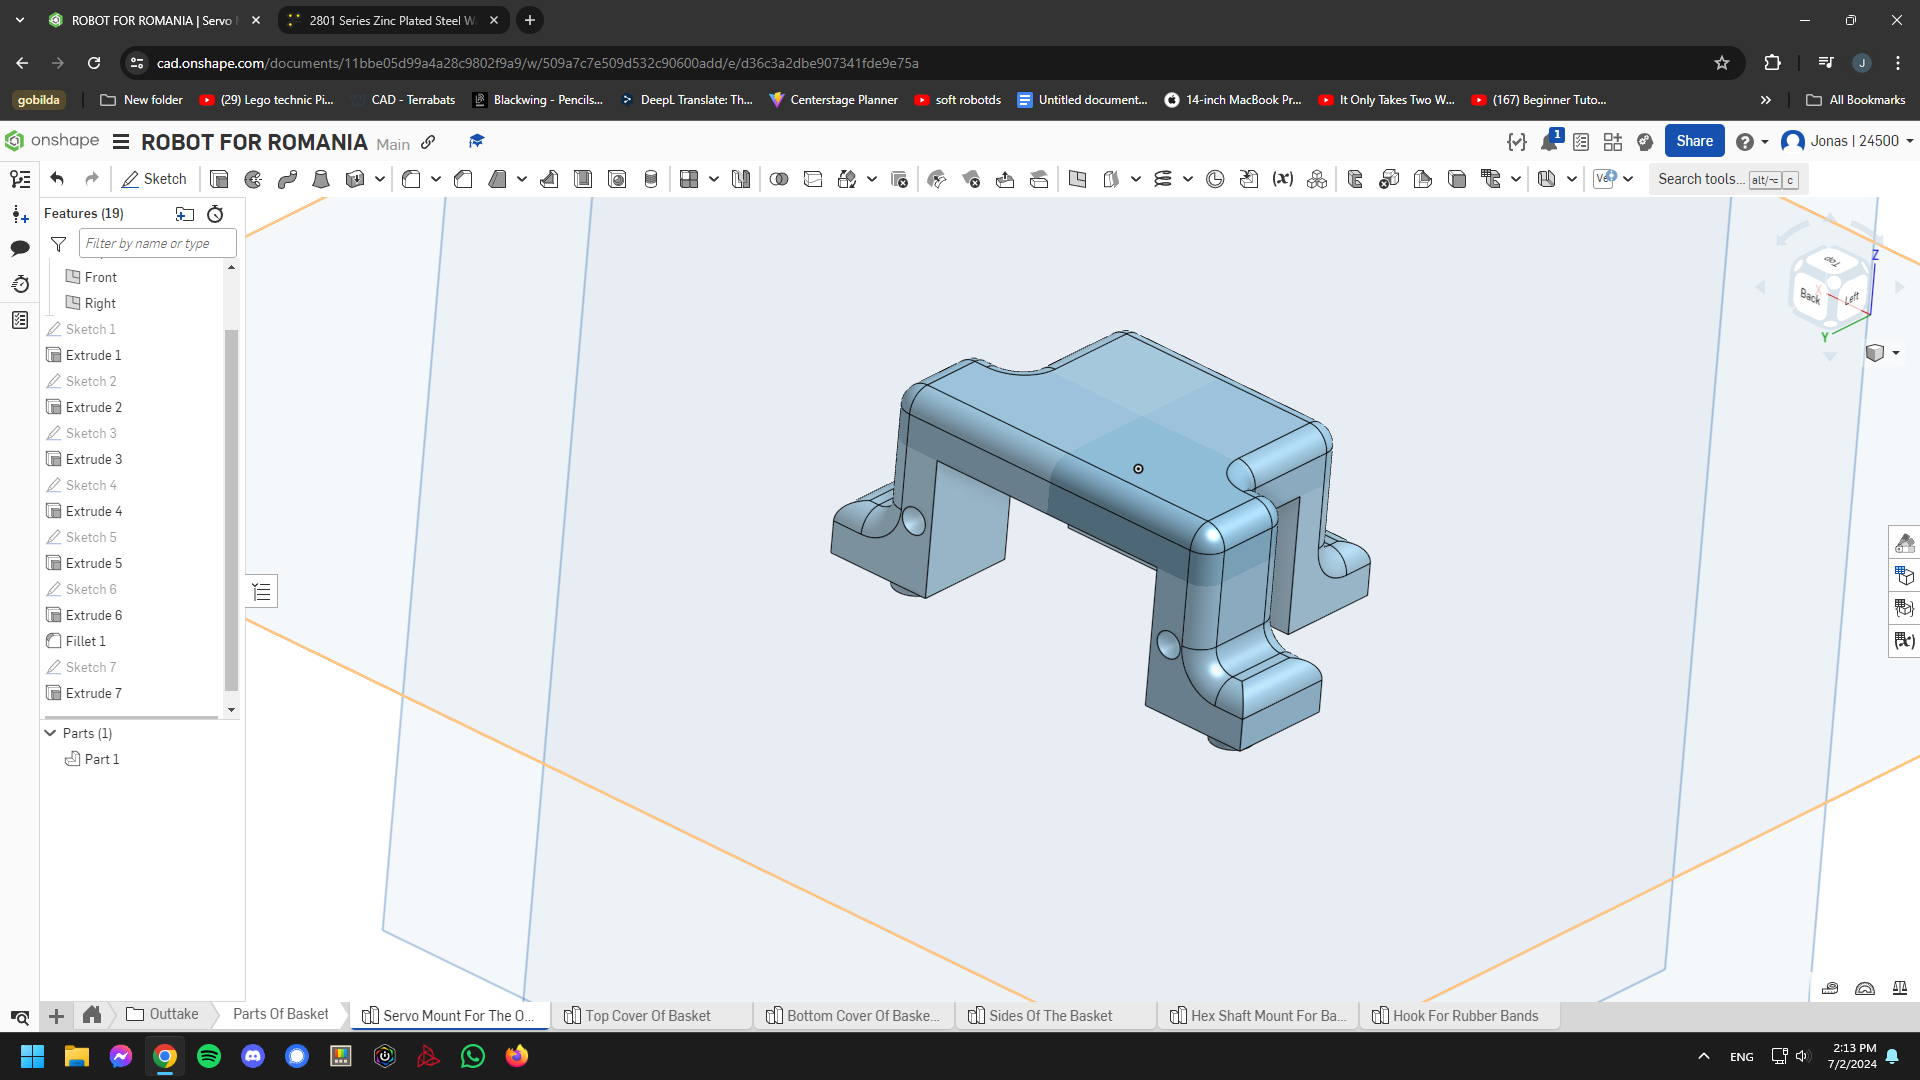 ROBOT FOR ROMANIA | Servo
2801 Series Zinc Plated Steel W
cad.onshape.com/documents/11bbe05d99a4a28c9802f9a9/w/509a7c7e509d532c90600add/e/d36c3a2dbe907341fde9e75a
J
gobilda
New folder
(29) Lego technic Pi...
CAD - Terrabats
Blackwing - Pencils...
DeepL Translate: Th...
Centerstage Planner
soft robotds
Untitled document...
14-inch MacBook Pr...
It Only Takes Two W...
(167) Beginner Tuto...
All Bookmarks
onshape
ROBOT FOR ROMANIA Main
1
Share
Jonas | 24500
Sketch
Search tools... alt/⌥ c
Features (19)
Filter by name or type
Front
Right
Sketch 1
Extrude 1
Sketch 2
Extrude 2
Sketch 3
Extrude 3
Sketch 4
Extrude 4
Sketch 5
Extrude 5
Sketch 6
Extrude 6
Fillet 1
Sketch 7
Extrude 7
Parts (1)
Part 1
Top
Back
Left
Z
X
Y
Outtake
Parts Of Basket
Servo Mount For The O...
Top Cover Of Basket
Bottom Cover Of Baske...
Sides Of The Basket
Hex Shaft Mount For Ba...
Hook For Rubber Bands
ENG
2:13 PM
7/2/2024